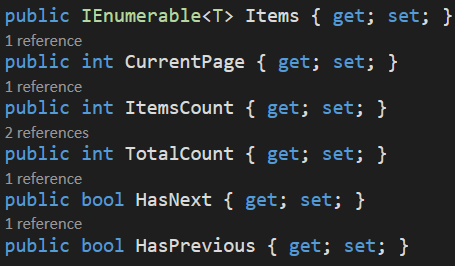 public IEnumerable<T> Items { get; set; }
1 reference
public int CurrentPage { get; set; }
1 reference
public int ItemsCount { get; set; }
2 references
public int TotalCount { get; set; }
1 reference
public bool HasNext { get; set; }
1 reference
public bool HasPrevious { get; set; }